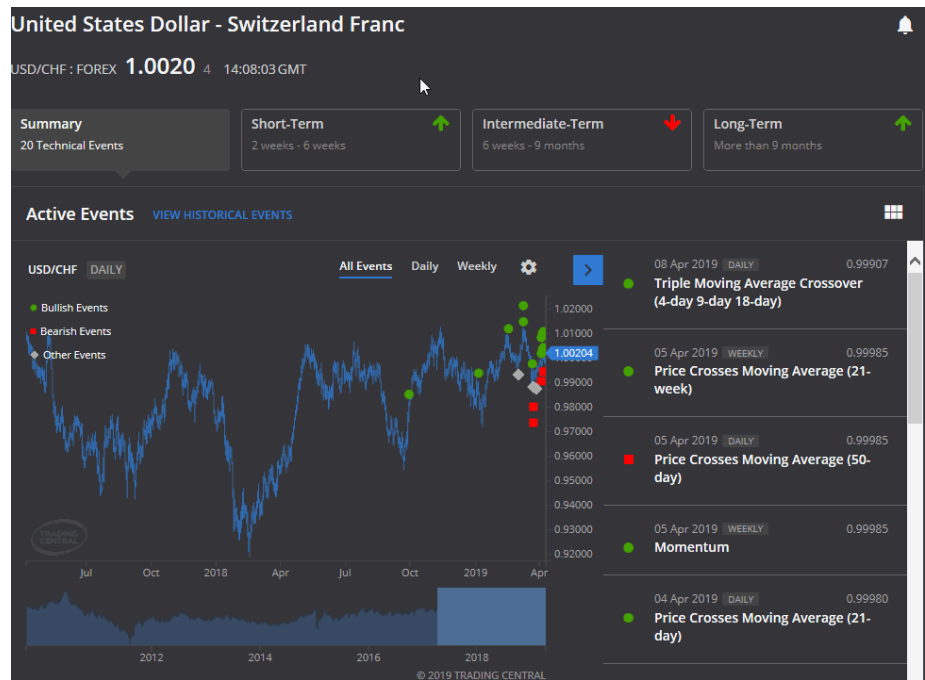 United States Dollar - Switzerland Franc
USD/CHF : FOREX 1.0020 4 14:08:03 GMT
Summary
20 Technical Events
Short-Term
2 weeks - 6 weeks
Intermediate-Term
6 weeks - 9 months
Long-Term
More than 9 months
Active Events VIEW HISTORICAL EVENTS
USD/CHF DAILY
All Events Daily Weekly
Bullish Events
Bearish Events
Other Events
1.02000
1.01000
1.00204
0.99000
0.98000
0.97000
0.96000
0.95000
0.94000
0.93000
0.92000
TRADING
CENTRAL
Jul Oct 2018 Apr Jul Oct 2019 Apr
2012 2014 2016 2018
© 2019 TRADING CENTRAL
08 Apr 2019 DAILY 0.99907
Triple Moving Average Crossover
(4-day 9-day 18-day)
05 Apr 2019 WEEKLY 0.99985
Price Crosses Moving Average (21-
week)
05 Apr 2019 DAILY 0.99985
Price Crosses Moving Average (50-
day)
05 Apr 2019 WEEKLY 0.99985
Momentum
04 Apr 2019 DAILY 0.99980
Price Crosses Moving Average (21-
day)